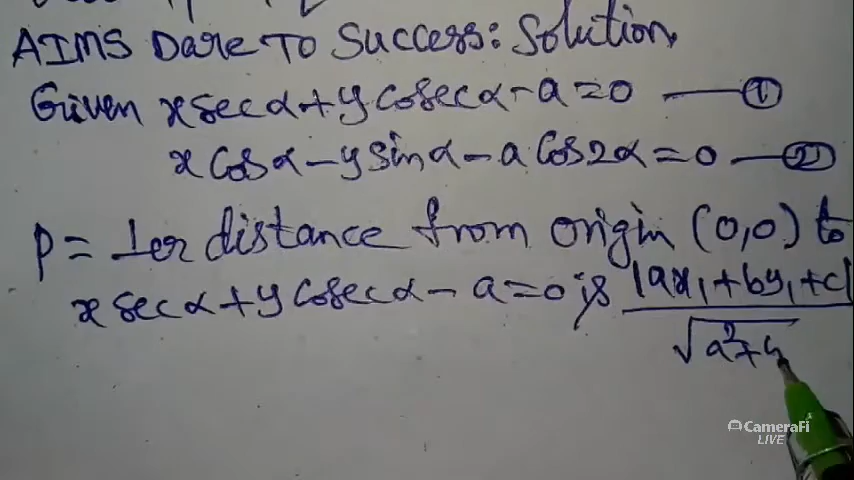 AIMS Dare To Success: Solution.
Given x sec α + y cosec α - a = 0 —— ①
x cos α - y sin α - a cos 2α = 0 —— ②
p = ⊥er distance from origin (0,0) to
x sec α + y cosec α - a = 0 is |ax₁ + by₁ + c|
√a² + b
CameraFi
LIVE